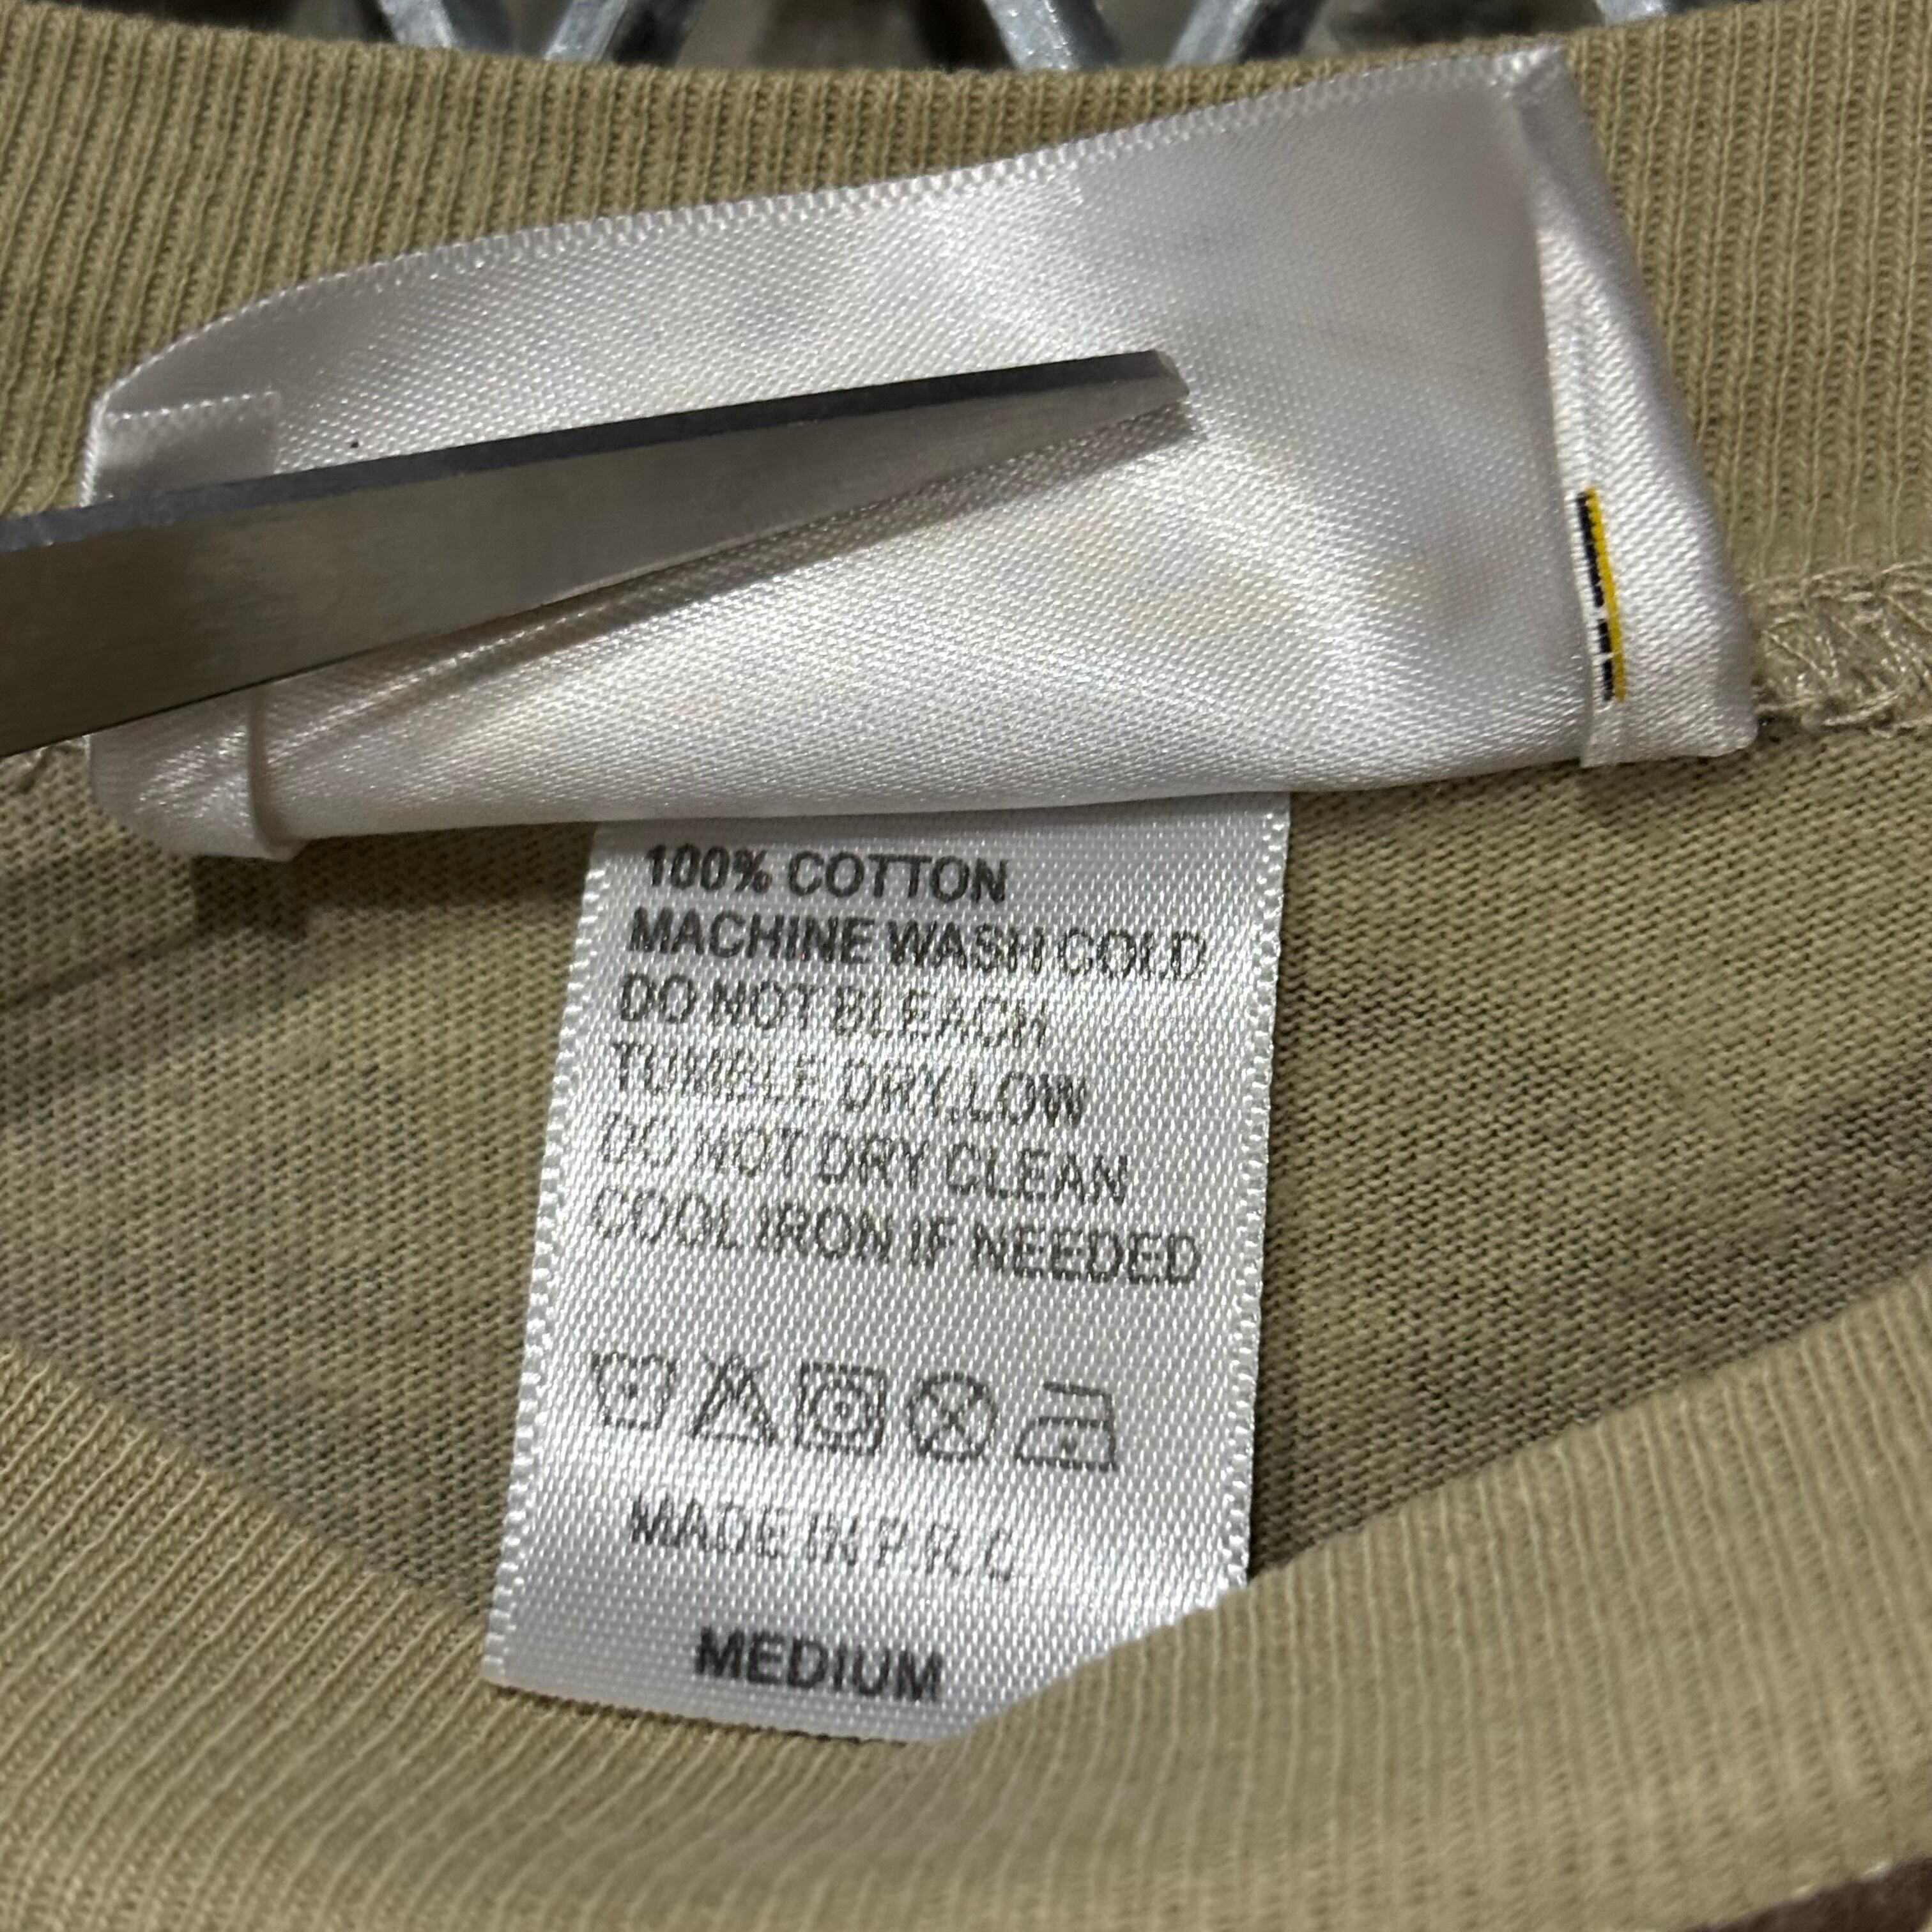 100% COTTON
MACHINE WASH COLD
DO NOT BLEACH
TUMBLE DRY LOW
DO NOT DRY CLEAN
COOL IRON IF NEEDED
MADE IN P.R.C
MEDIUM